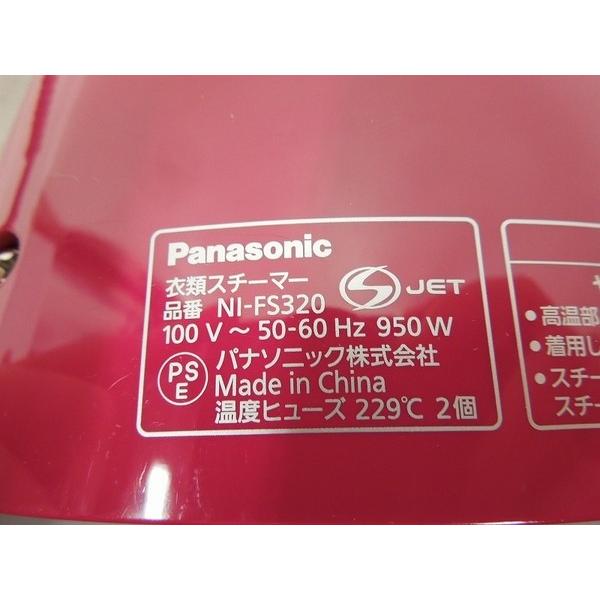 Panasonic
衣類スチーマー
品番 NI-FS320
S JET
100 V ～ 50-60 Hz 950 W
PS
E
パナソニック株式会社
Made in China
温度ヒューズ 229℃ 2個
●高温部
●着用し
●スチー
スチー